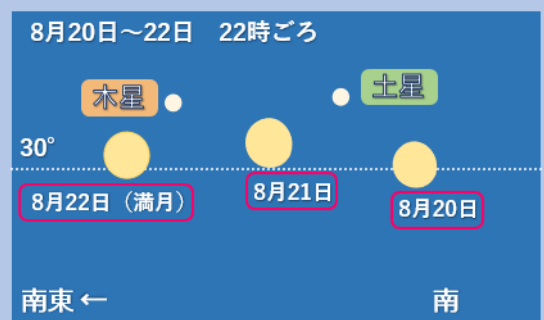 8月20日～22日　22時ごろ
木星
土星
30°
8月22日（満月）
8月21日
8月20日
南東 ←
南